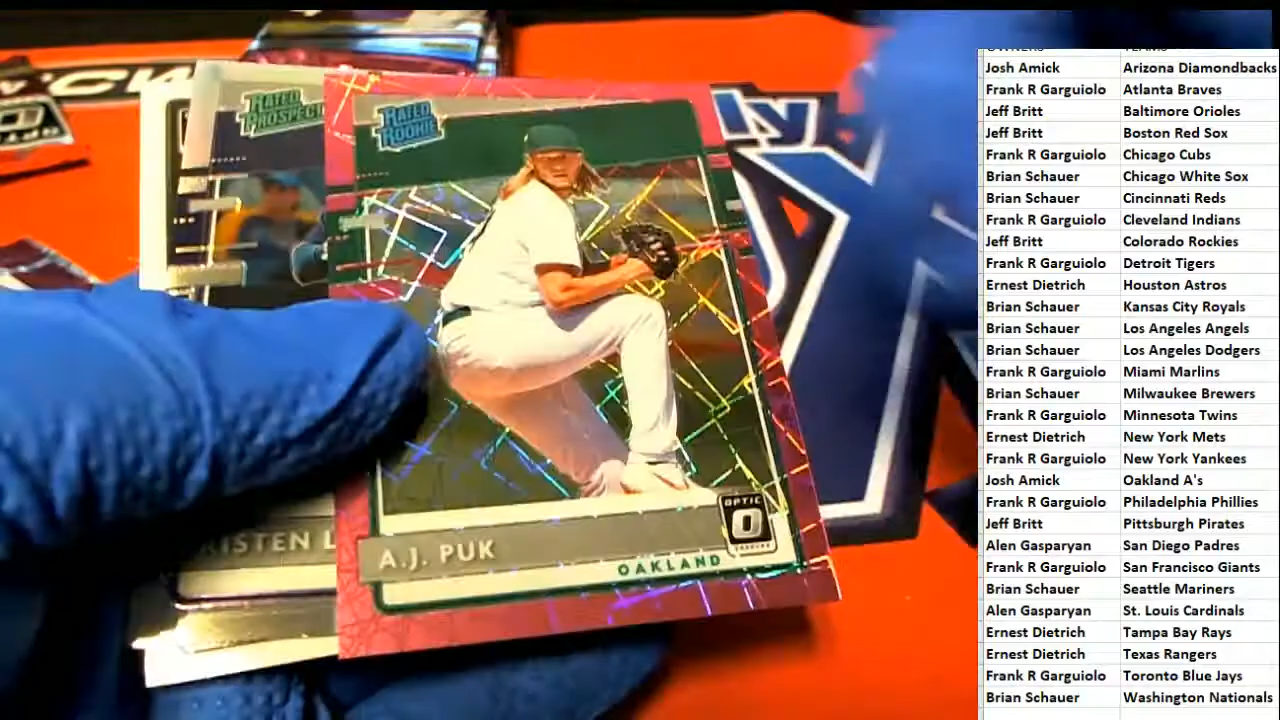 RATED PROSPECT
RATED ROOKIE
ly
RISTEN L
A.J. PUK
OAKLAND
OPTIC
OWNERS TEAMS
Josh Amick Arizona Diamondbacks
Frank R Garguiolo Atlanta Braves
Jeff Britt Baltimore Orioles
Jeff Britt Boston Red Sox
Frank R Garguiolo Chicago Cubs
Brian Schauer Chicago White Sox
Brian Schauer Cincinnati Reds
Frank R Garguiolo Cleveland Indians
Jeff Britt Colorado Rockies
Frank R Garguiolo Detroit Tigers
Ernest Dietrich Houston Astros
Brian Schauer Kansas City Royals
Brian Schauer Los Angeles Angels
Brian Schauer Los Angeles Dodgers
Frank R Garguiolo Miami Marlins
Brian Schauer Milwaukee Brewers
Frank R Garguiolo Minnesota Twins
Ernest Dietrich New York Mets
Frank R Garguiolo New York Yankees
Josh Amick Oakland A's
Frank R Garguiolo Philadelphia Phillies
Jeff Britt Pittsburgh Pirates
Alen Gasparyan San Diego Padres
Frank R Garguiolo San Francisco Giants
Brian Schauer Seattle Mariners
Alen Gasparyan St. Louis Cardinals
Ernest Dietrich Tampa Bay Rays
Ernest Dietrich Texas Rangers
Frank R Garguiolo Toronto Blue Jays
Brian Schauer Washington Nationals